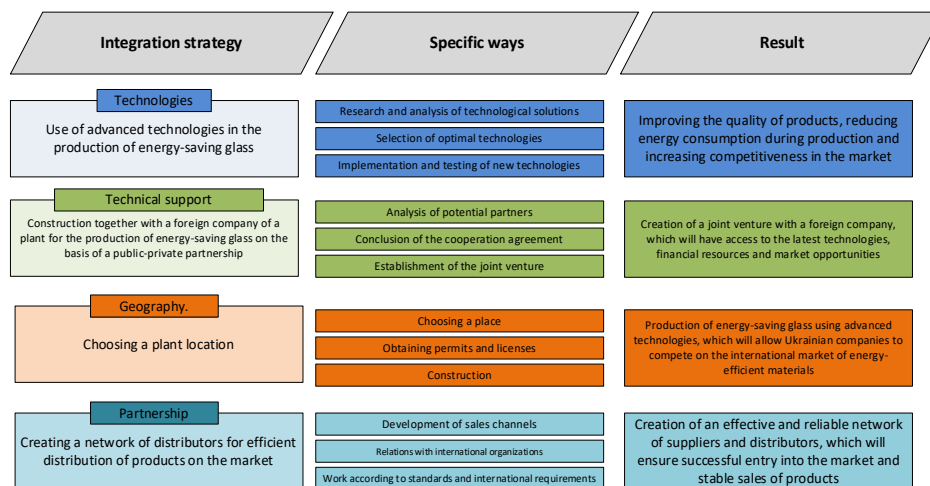 Integration strategy
Specific ways
Result
Technologies
Use of advanced technologies in the
production of energy-saving glass
Research and analysis of technological solutions
Selection of optimal technologies
Implementation and testing of new technologies
Improving the quality of products, reducing
energy consumption during production and
increasing competitiveness in the market
Technical support
Construction together with a foreign company of a
plant for the production of energy-saving glass on the
basis of a public-private partnership
Analysis of potential partners
Conclusion of the cooperation agreement
Establishment of the joint venture
Creation of a joint venture with a foreign company,
which will have access to the latest technologies,
financial resources and market opportunities
Geography.
Choosing a plant location
Choosing a place
Obtaining permits and licenses
Construction
Production of energy-saving glass using advanced
technologies, which will allow Ukrainian companies to
compete on the international market of energy-
efficient materials
Partnership
Creating a network of distributors for efficient
distribution of products on the market
Development of sales channels
Relations with international organizations
Work according to standards and international requirements
Creation of an effective and reliable network
of suppliers and distributors, which will
ensure successful entry into the market and
stable sales of products